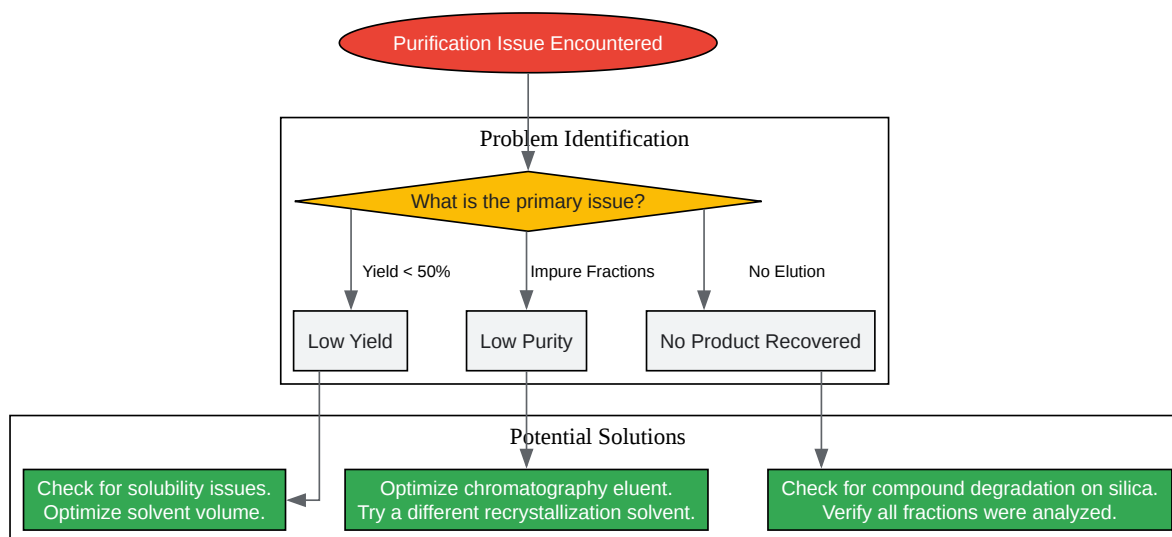 Purification Issue Encountered
Problem Identification
What is the primary issue?
Yield < 50%
Impure Fractions
No Elution
Low Yield
Low Purity
No Product Recovered
Potential Solutions
Check for solubility issues.
Optimize solvent volume.
Optimize chromatography eluent.
Try a different recrystallization solvent.
Check for compound degradation on silica.
Verify all fractions were analyzed.